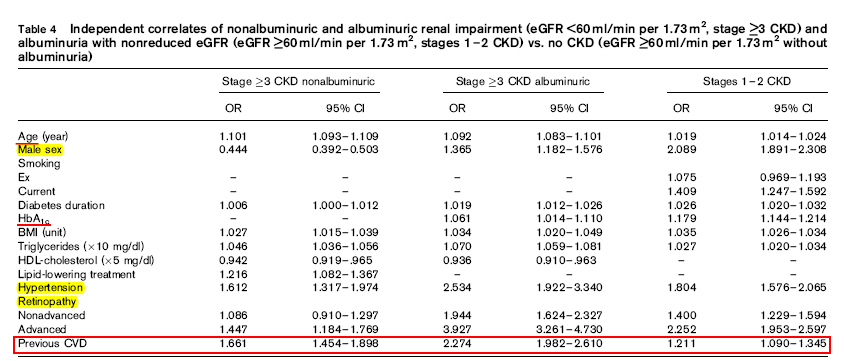 Table 4 Independent correlates of nonalbuminuric and albuminuric renal impairment (eGFR <60 ml/min per 1.73 m², stage ≥3 CKD) and
albuminuria with nonreduced eGFR (eGFR ≥60 ml/min per 1.73 m², stages 1–2 CKD) vs. no CKD (eGFR ≥60 ml/min per 1.73 m² without
albuminuria)
Stage ≥3 CKD nonalbuminuric Stage ≥3 CKD albuminuric Stages 1–2 CKD
OR 95% CI OR 95% CI OR 95% CI
Age (year) 1.101 1.093–1.109 1.092 1.083–1.101 1.019 1.014–1.024
Male sex 0.444 0.392–0.503 1.365 1.182–1.576 2.089 1.891–2.308
Smoking
Ex – – – – 1.075 0.969–1.193
Current – – – – 1.409 1.247–1.592
Diabetes duration 1.006 1.000–1.012 1.019 1.012–1.026 1.026 1.020–1.032
HbA1c – – 1.061 1.014–1.110 1.179 1.144–1.214
BMI (unit) 1.027 1.015–1.039 1.034 1.020–1.049 1.035 1.026–1.034
Triglycerides (×10 mg/dl) 1.046 1.036–1.056 1.070 1.059–1.081 1.027 1.020–1.034
HDL-cholesterol (×5 mg/dl) 0.942 0.919–.965 0.936 0.910–.963 – –
Lipid-lowering treatment 1.216 1.082–1.367 – – – –
Hypertension 1.612 1.317–1.974 2.534 1.922–3.340 1.804 1.576–2.065
Retinopathy
Nonadvanced 1.086 0.910–1.297 1.944 1.624–2.327 1.400 1.229–1.594
Advanced 1.447 1.184–1.769 3.927 3.261–4.730 2.252 1.953–2.597
Previous CVD 1.661 1.454–1.898 2.274 1.982–2.610 1.211 1.090–1.345